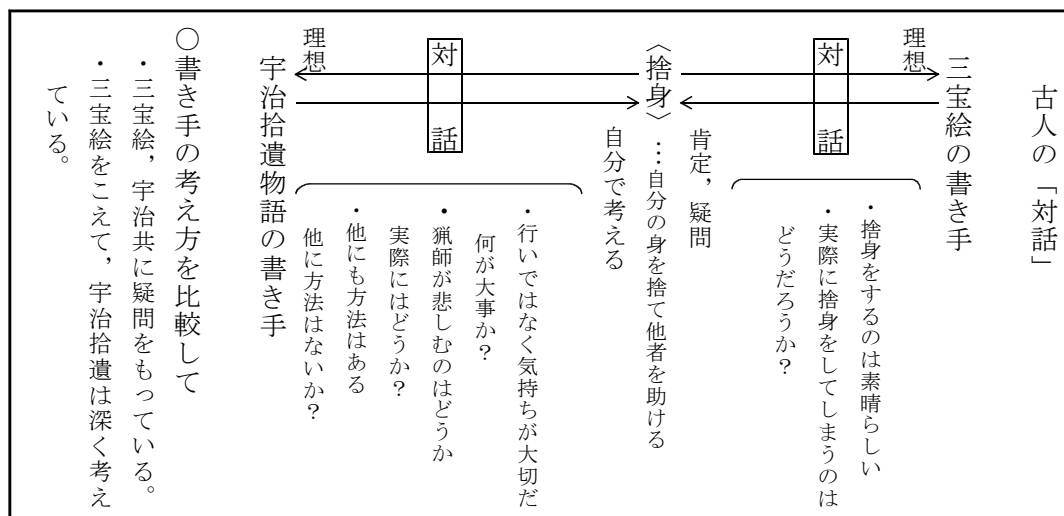 古人の「対話」
三宝絵の書き手
理想
対話
・捨身をするのは素晴らしい
・実際に捨身をしてしまうのは
どうだろうか？
肯定，疑問
〈捨身〉…自分の身を捨て他者を助ける
自分で考える
理想
対話
・行いではなく気持ちが大切だ
何が大事か？
・猟師が悲しむのはどうか
実際にはどうか？
・他にも方法はある
他に方法はないか？
宇治拾遺物語の書き手
○書き手の考え方を比較して
・三宝絵，宇治共に疑問をもっている。
・三宝絵をこえて，宇治拾遺は深く考え
ている。